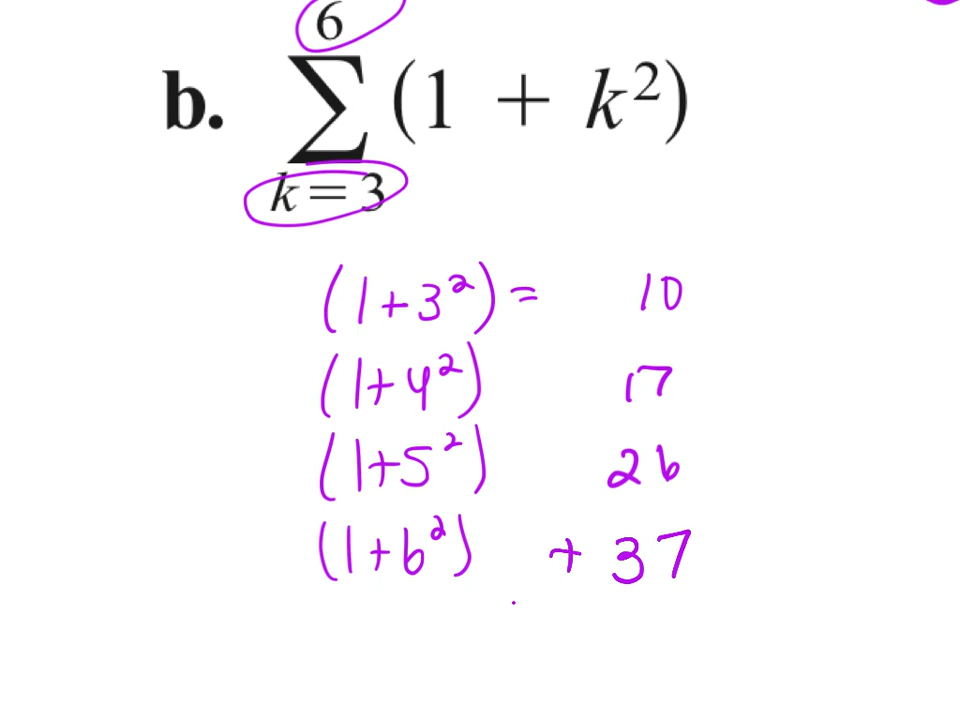 6
b. ∑ (1 + k²)
k = 3
(1+3²) = 10
(1+4²) 17
(1+5²) 26
(1+6²) + 37